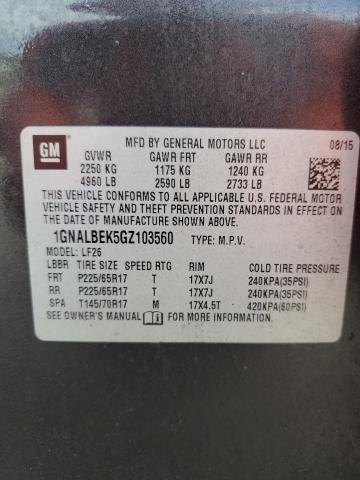 GM
MFD BY GENERAL MOTORS LLC 08/15
GVWR GAWR FRT GAWR RR
2250 KG 1175 KG 1240 KG
4960 LB 2590 LB 2733 LB
THIS VEHICLE CONFORMS TO ALL APPLICABLE U.S. FEDERAL MOTOR
VEHICLE SAFETY AND THEFT PREVENTION STANDARDS IN EFFECT ON
THE DATE OF MANUFACTURE SHOWN ABOVE.
1GNALBEK5GZ103560 TYPE: M.P.V.
MODEL: LF26
LBBR TIRE SIZE SPEED RTG RIM COLD TIRE PRESSURE
FRT P225/65R17 T 17X7J 240KPA(35PSI)
RR P225/65R17 T 17X7J 240KPA(35PSI)
SPA T145/70R17 M 17X4.5T 420KPA(60PSI)
SEE OWNER'S MANUAL FOR MORE INFORMATION